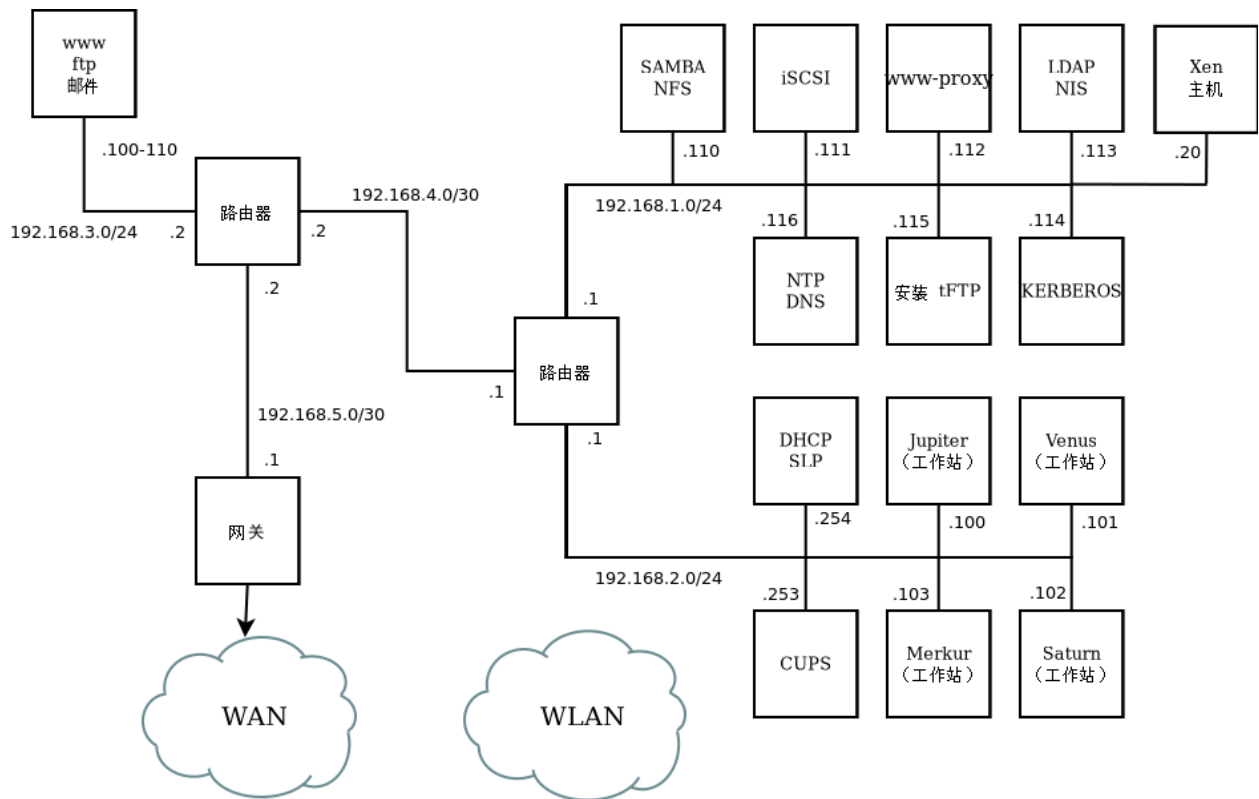 www
ftp
邮件
.100-110
192.168.3.0/24
.2
路由器
.2
.2
192.168.4.0/30
192.168.5.0/30
.1
网关
WAN
WLAN
.1
路由器
.1
.1
SAMBA
NFS
.110
iSCSI
.111
www-proxy
.112
LDAP
NIS
.113
Xen
主机
.20
192.168.1.0/24
.116
NTP
DNS
.115
安装 tFTP
.114
KERBEROS
DHCP
SLP
.254
Jupiter
（工作站）
.100
Venus
（工作站）
.101
192.168.2.0/24
.253
CUPS
.103
Merkur
（工作站）
.102
Saturn
（工作站）